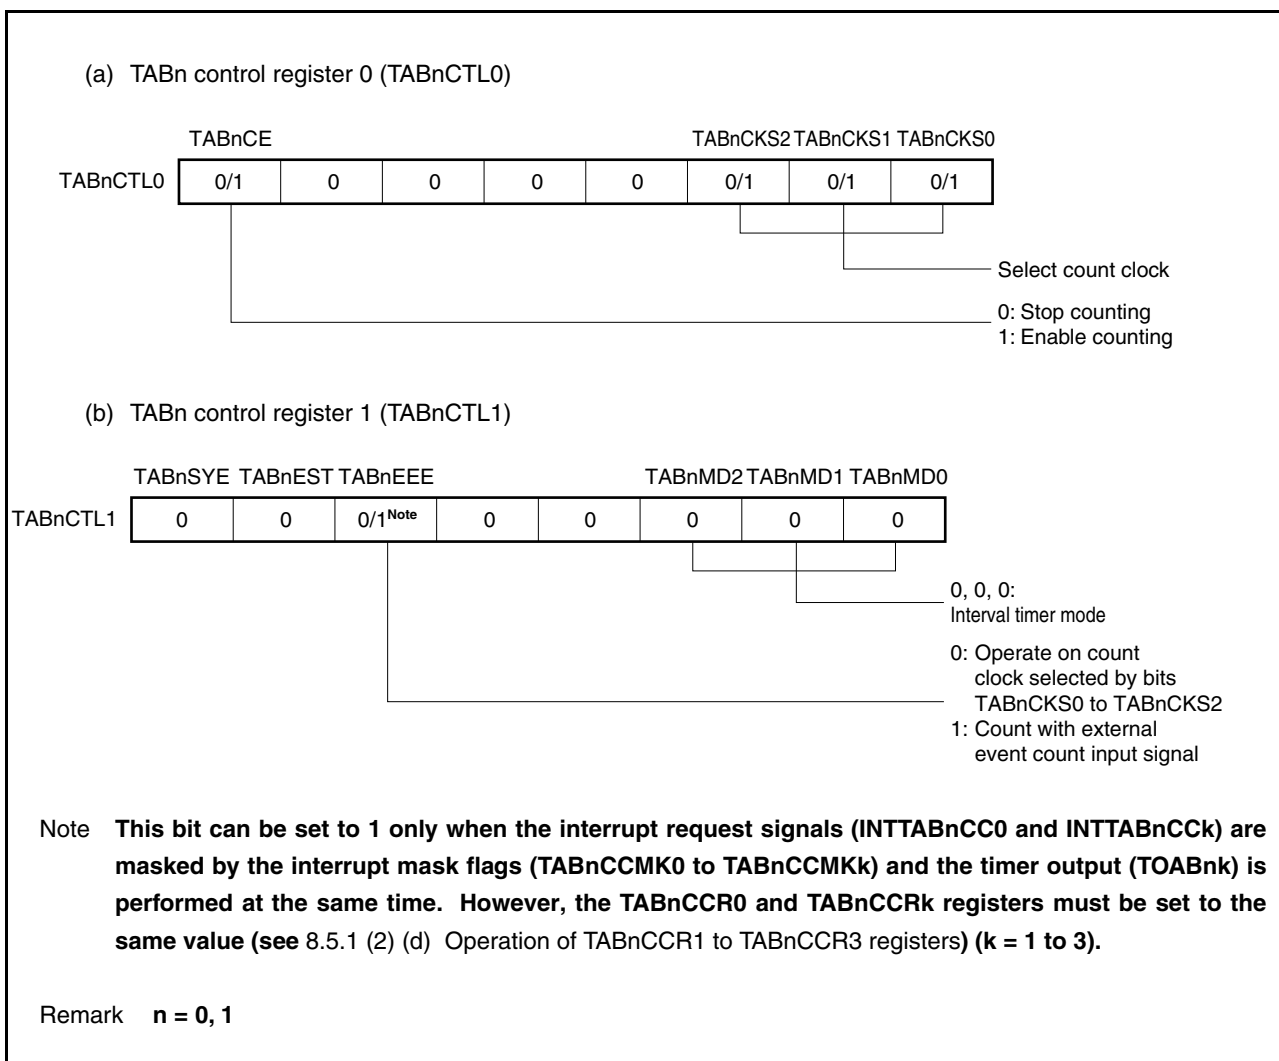 (a) TABn control register 0 (TABnCTL0)
TABnCE TABnCKS2 TABnCKS1 TABnCKS0
TABnCTL0 0/1 0 0 0 0 0/1 0/1 0/1
Select count clock
0: Stop counting
1: Enable counting
(b) TABn control register 1 (TABnCTL1)
TABnSYE TABnEST TABnEEE TABnMD2 TABnMD1 TABnMD0
TABnCTL1 0 0 0/1Note 0 0 0 0 0
0, 0, 0:
Interval timer mode
0: Operate on count
clock selected by bits
TABnCKS0 to TABnCKS2
1: Count with external
event count input signal
Note This bit can be set to 1 only when the interrupt request signals (INTTABnCC0 and INTTABnCCk) are
masked by the interrupt mask flags (TABnCCMK0 to TABnCCMKk) and the timer output (TOABnk) is
performed at the same time. However, the TABnCCR0 and TABnCCRk registers must be set to the
same value (see 8.5.1 (2) (d) Operation of TABnCCR1 to TABnCCR3 registers) (k = 1 to 3).
Remark n = 0, 1